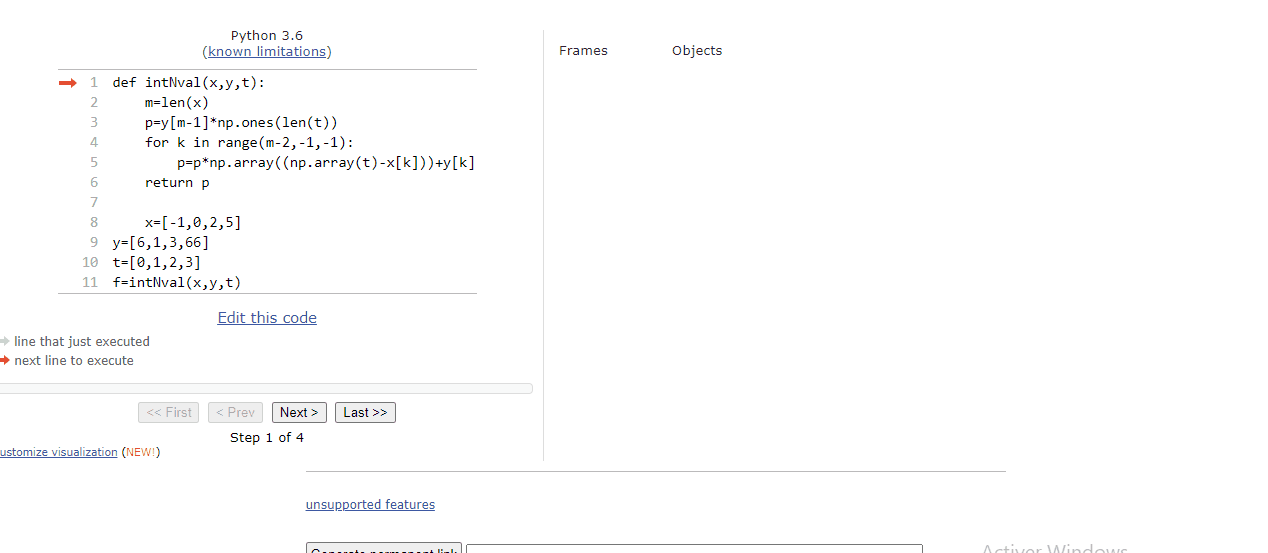 Python 3.6
(known limitations)
Frames Objects
1 def intNval(x,y,t):
2     m=len(x)
3     p=y[m-1]*np.ones(len(t))
4     for k in range(m-2,-1,-1):
5         p=p*np.array((np.array(t)-x[k]))+y[k]
6     return p
7
8     x=[-1,0,2,5]
9 y=[6,1,3,66]
10 t=[0,1,2,3]
11 f=intNval(x,y,t)
Edit this code
line that just executed
next line to execute
<< First < Prev Next > Last >>
Step 1 of 4
ustomize visualization (NEW!)
unsupported features
Generate permanent link
Activer Windows